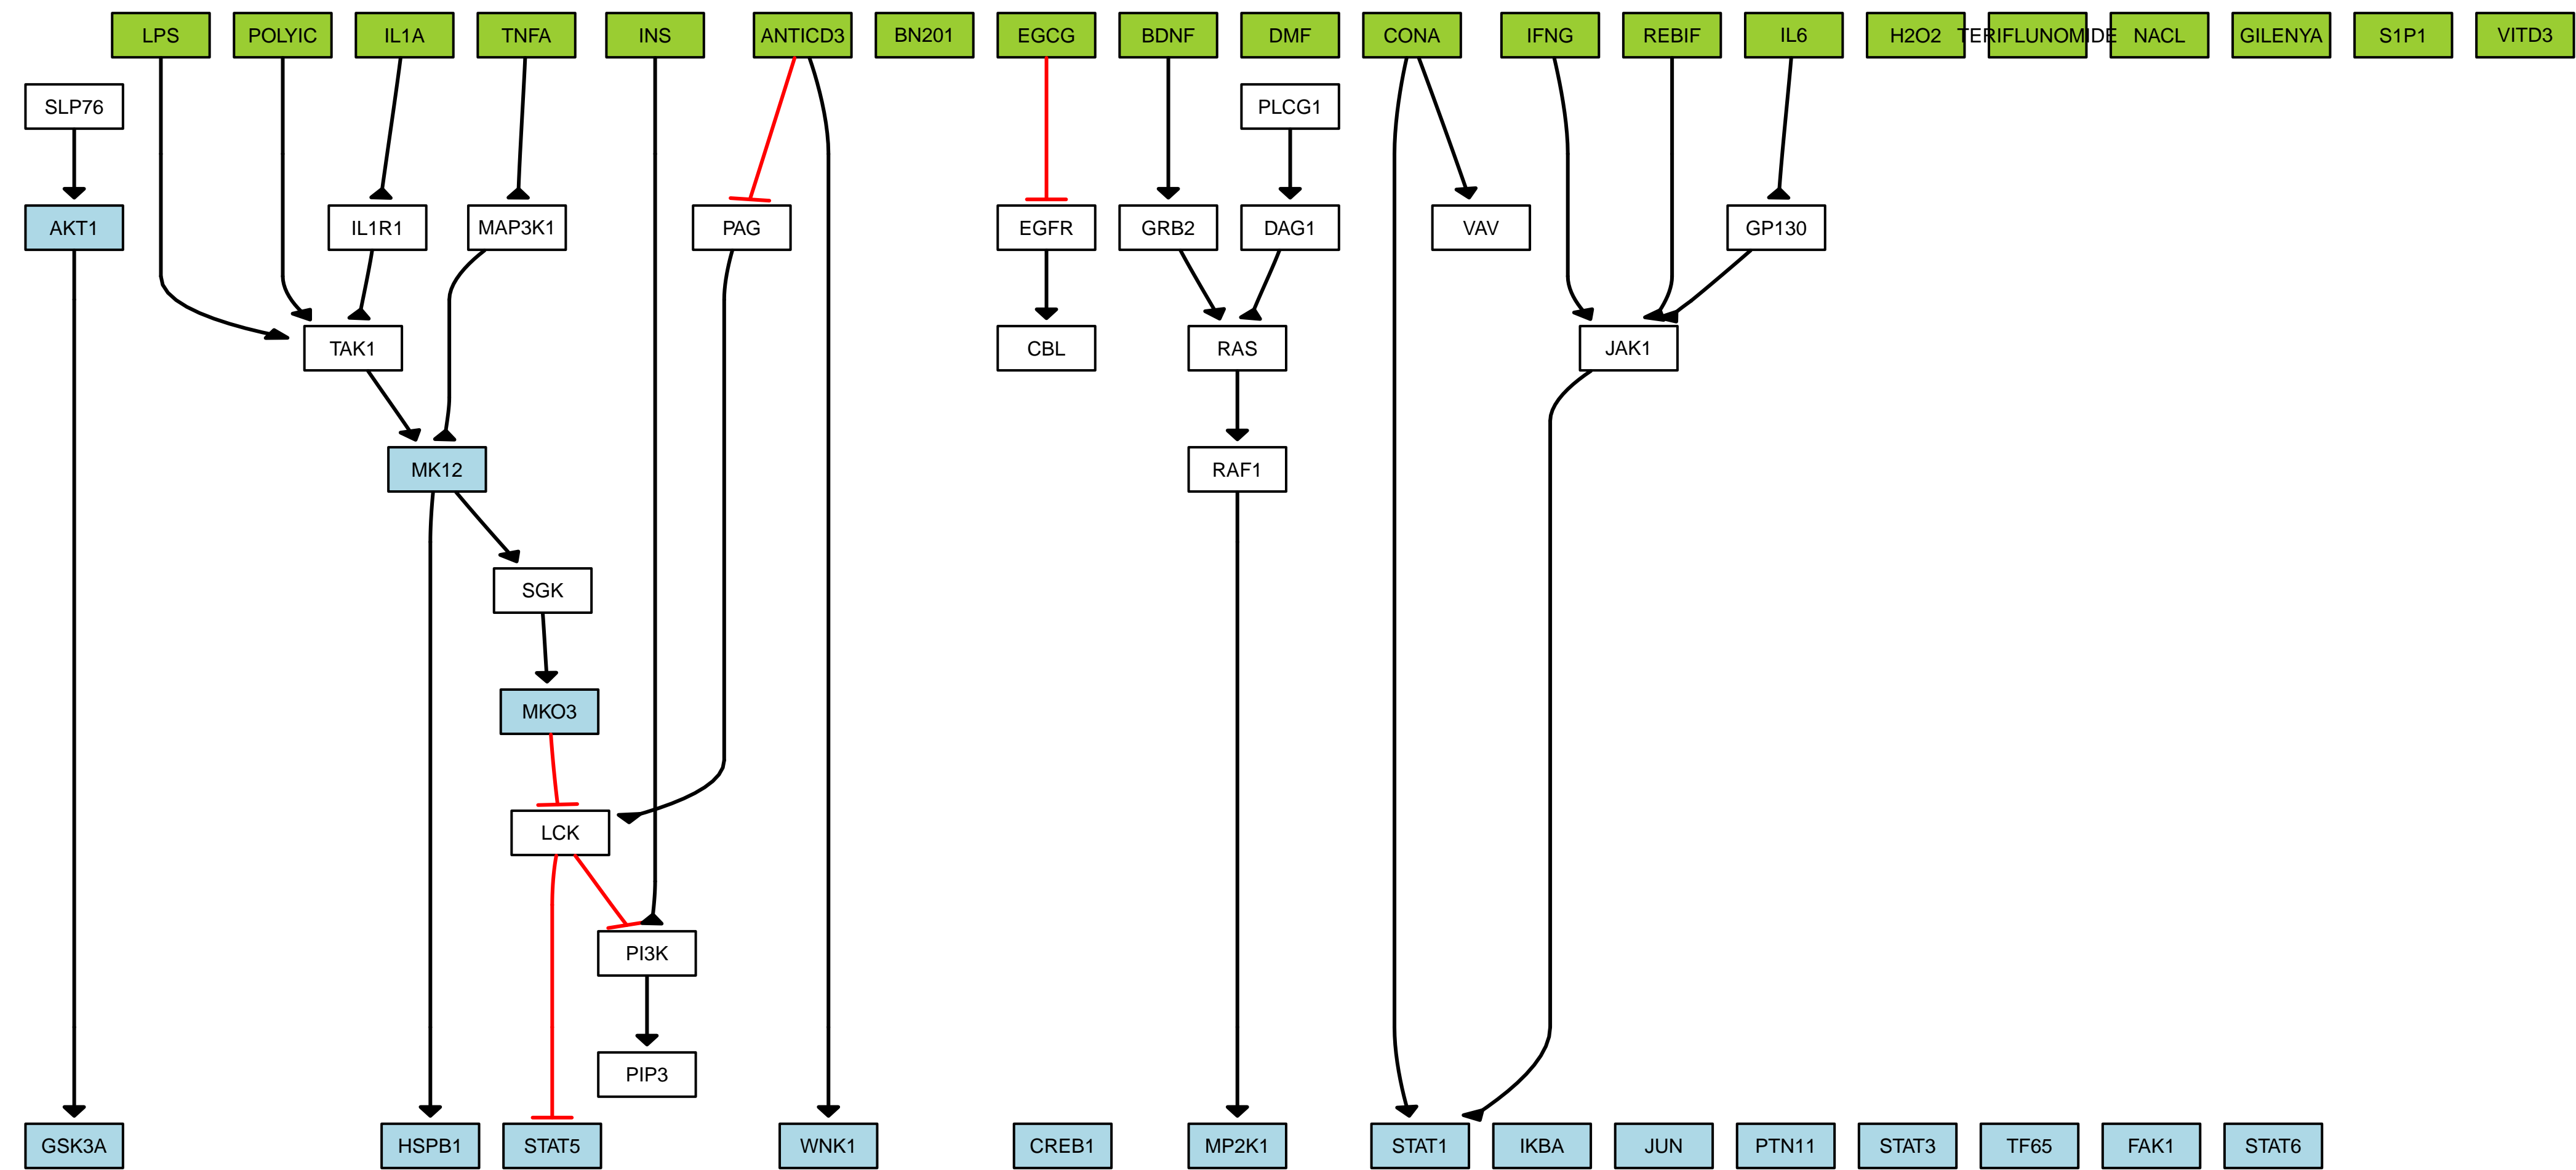 LPS POLYIC IL1A TNFA INS ANTICD3 BN201 EGCG BDNF DMF CONA IFNG REBIF IL6 H2O2 TERIFLUNOMIDE NACL GILENYA S1P1 VITD3
SLP76 PLCG1
AKT1 IL1R1 MAP3K1 PAG EGFR GRB2 DAG1 VAV GP130
TAK1 CBL RAS JAK1
MK12 RAF1
SGK
MKO3
LCK
PI3K
PIP3
GSK3A HSPB1 STAT5 WNK1 CREB1 MP2K1 STAT1 IKBA JUN PTN11 STAT3 TF65 FAK1 STAT6